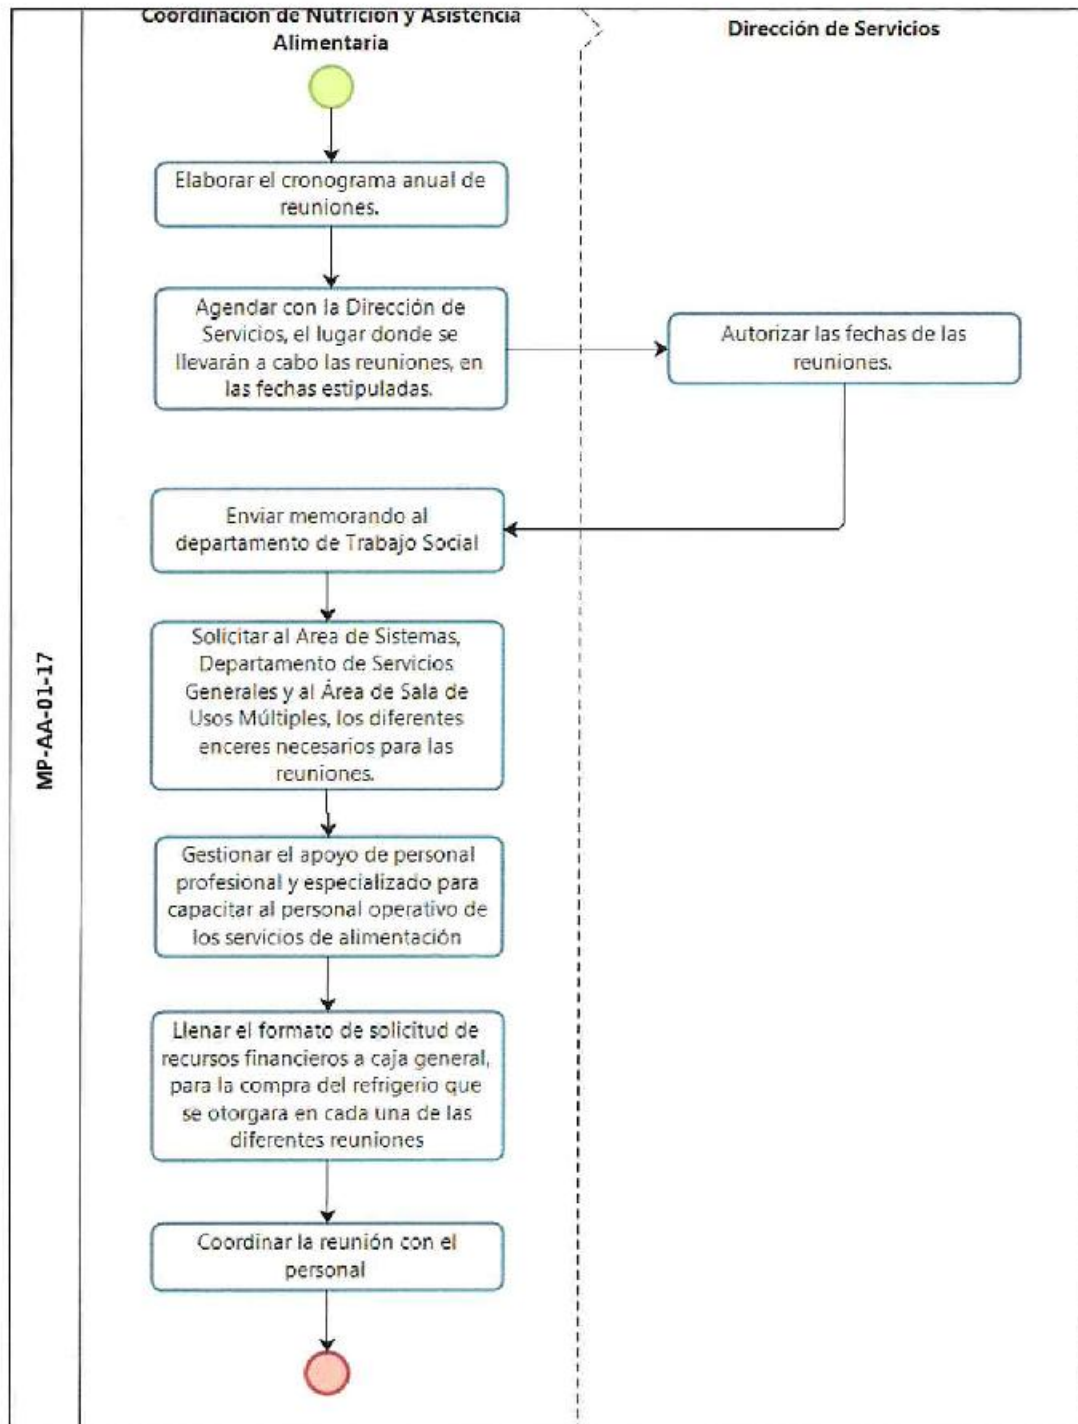 Coordinación de Nutrición y Asistencia
Alimentaria
Dirección de Servicios
MP-AA-01-17
Elaborar el cronograma anual de
reuniones.
Agendar con la Dirección de
Servicios, el lugar donde se
llevarán a cabo las reuniones, en
las fechas estipuladas.
Autorizar las fechas de las
reuniones.
Enviar memorando al
departamento de Trabajo Social
Solicitar al Area de Sistemas,
Departamento de Servicios
Generales y al Área de Sala de
Usos Múltiples, los diferentes
enceres necesarios para las
reuniones.
Gestionar el apoyo de personal
profesional y especializado para
capacitar al personal operativo de
los servicios de alimentación
Llenar el formato de solicitud de
recursos financieros a caja general,
para la compra del refrigerio que
se otorgara en cada una de las
diferentes reuniones
Coordinar la reunión con el
personal